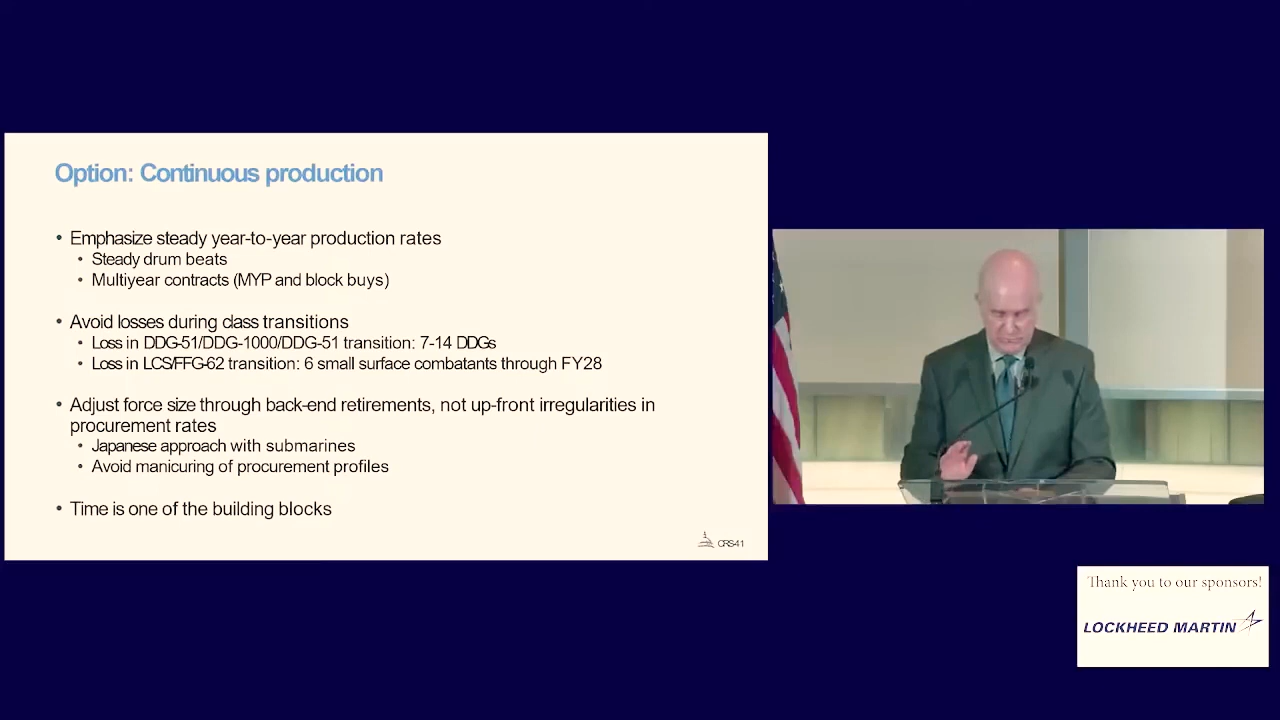 Option: Continuous production
• Emphasize steady year-to-year production rates
• Steady drum beats
• Multiyear contracts (MYP and block buys)
• Avoid losses during class transitions
• Loss in DDG-51/DDG-1000/DDG-51 transition: 7-14 DDGs
• Loss in LCS/FFG-62 transition: 6 small surface combatants through FY28
• Adjust force size through back-end retirements, not up-front irregularities in
procurement rates
• Japanese approach with submarines
• Avoid manicuring of procurement profiles
• Time is one of the building blocks
CRS-41
Thank you to our sponsors!
LOCKHEED MARTIN